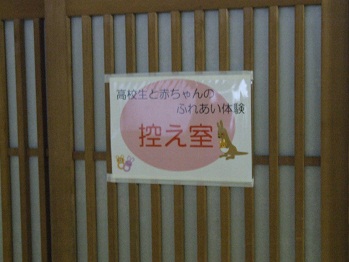 高校生と赤ちゃんの
ふれあい体験
控え室